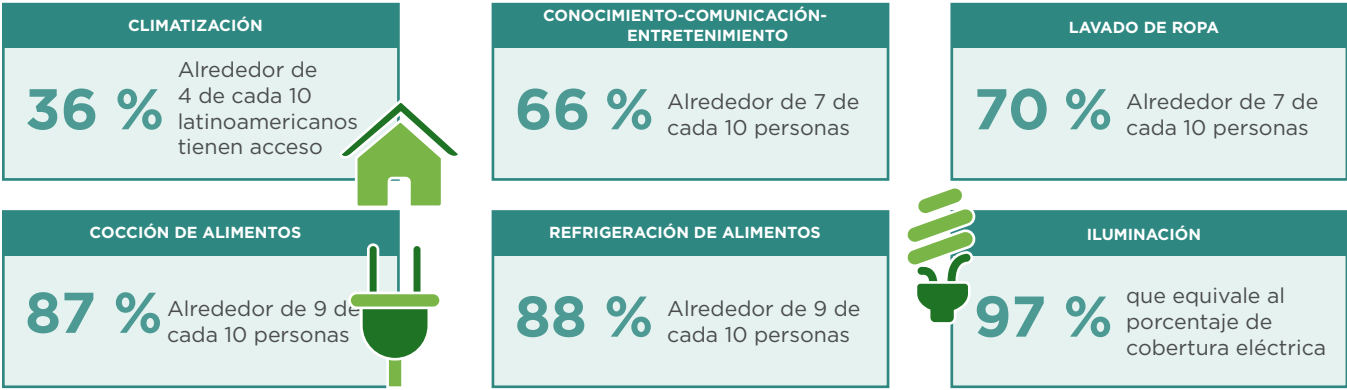 CLIMATIZACIÓN
36 %
Alrededor de
4 de cada 10
latinoamericanos
tienen acceso
CONOCIMIENTO-COMUNICACIÓN-
ENTRETENIMIENTO
66 %
Alrededor de 7 de
cada 10 personas
LAVADO DE ROPA
70 %
Alrededor de 7 de
cada 10 personas
COCCIÓN DE ALIMENTOS
87 %
Alrededor de 9 de
cada 10 personas
REFRIGERACIÓN DE ALIMENTOS
88 %
Alrededor de 9 de
cada 10 personas
ILUMINACIÓN
97 %
que equivale al
porcentaje de
cobertura eléctrica